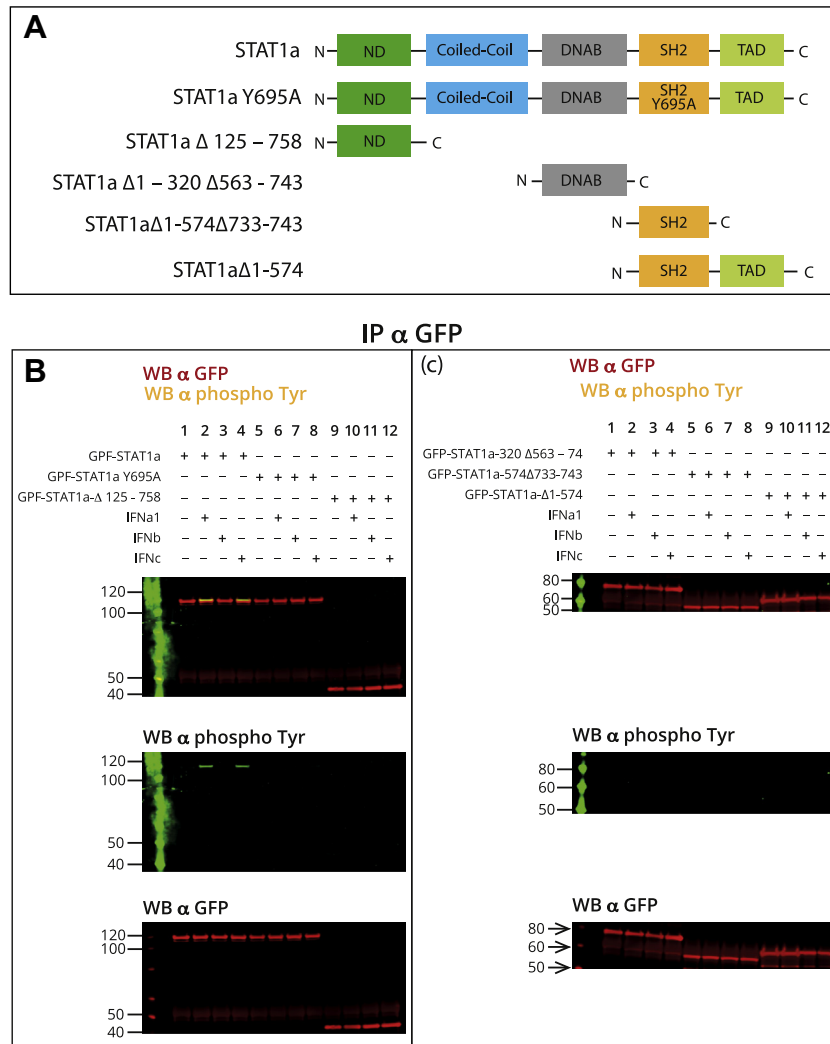 A
STAT1a N ND Coiled-Coil DNAB SH2 TAD C
STAT1a Y695A N ND Coiled-Coil DNAB SH2 Y695A TAD C
STAT1a Δ 125 – 758 N ND C
STAT1a Δ1 – 320 Δ563 - 743 N DNAB C
STAT1aΔ1-574Δ733-743 N SH2 C
STAT1aΔ1-574 N SH2 TAD C
IP α GFP
B
WB α GFP
WB α phospho Tyr
1 2 3 4 5 6 7 8 9 10 11 12
GPF-STAT1a + + + + – – – – – – – –
GPF-STAT1a Y695A – – – – + + + + – – – –
GPF-STAT1a-Δ 125 - 758 – – – – – – – – + + + +
IFNa1 – + – – – + – – – + – –
IFNb – – + – – – + – – – + –
IFNc – – – + – – – + – – – +
120
100
50
40
WB α phospho Tyr
120
100
50
40
WB α GFP
120
100
50
40
(c)
WB α GFP
WB α phospho Tyr
1 2 3 4 5 6 7 8 9 10 11 12
GFP-STAT1a-320 Δ563 – 74 + + + + – – – – – – – –
GFP-STAT1a-574Δ733-743 – – – – + + + + – – – –
GFP-STAT1a-Δ1-574 – – – – – – – – + + + +
IFNa1 – + – – – + – – – + – –
IFNb – – + – – – + – – – + –
IFNc – – – + – – – + – – – +
80
60
50
WB α phospho Tyr
80
60
50
WB α GFP
80
60
50